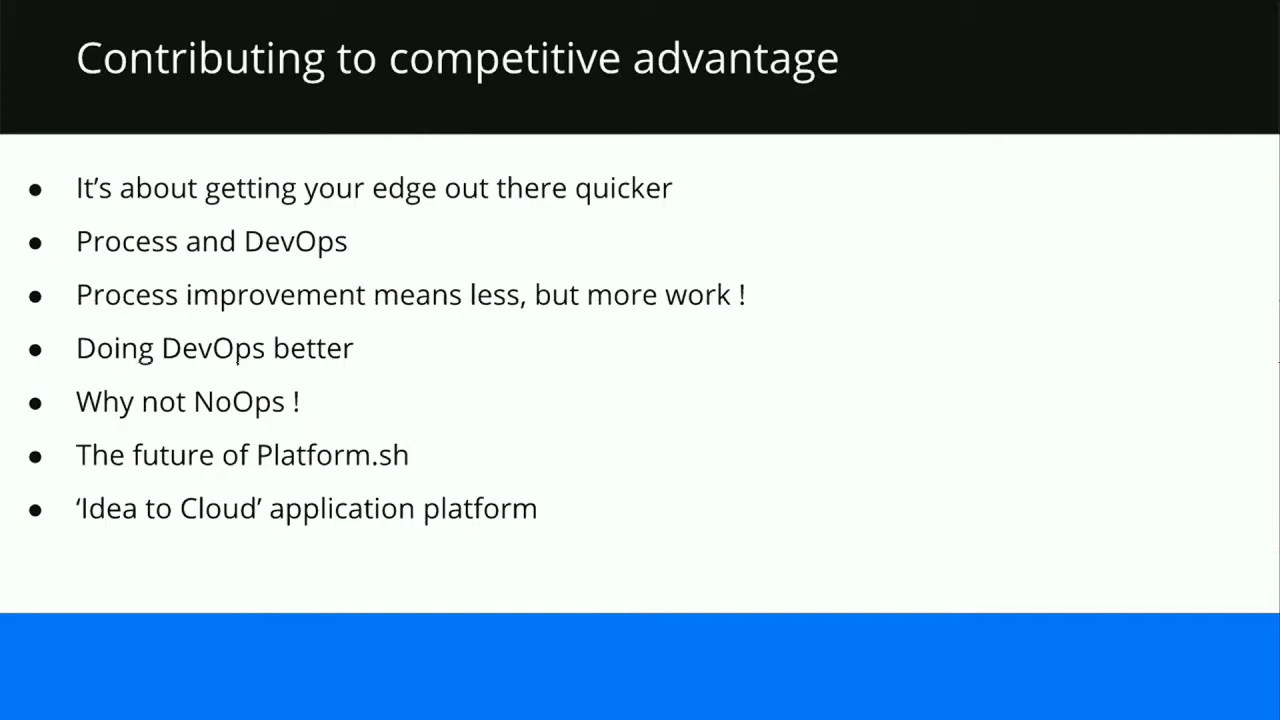 Contributing to competitive advantage
● It’s about getting your edge out there quicker
● Process and DevOps
● Process improvement means less, but more work !
● Doing DevOps better
● Why not NoOps !
● The future of Platform.sh
● ‘Idea to Cloud’ application platform